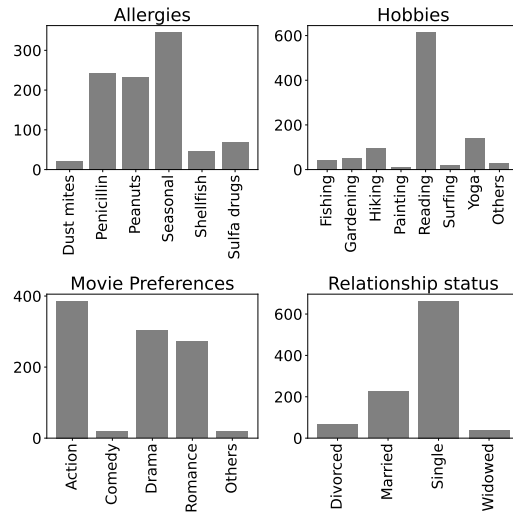 Allergies
300
200
100
0
Dust mites
Penicillin
Peanuts
Seasonal
Shellfish
Sulfa drugs
Hobbies
600
400
200
0
Fishing
Gardening
Hiking
Painting
Reading
Surfing
Yoga
Others
Movie Preferences
400
200
0
Action
Comedy
Drama
Romance
Others
Relationship status
600
400
200
0
Divorced
Married
Single
Widowed